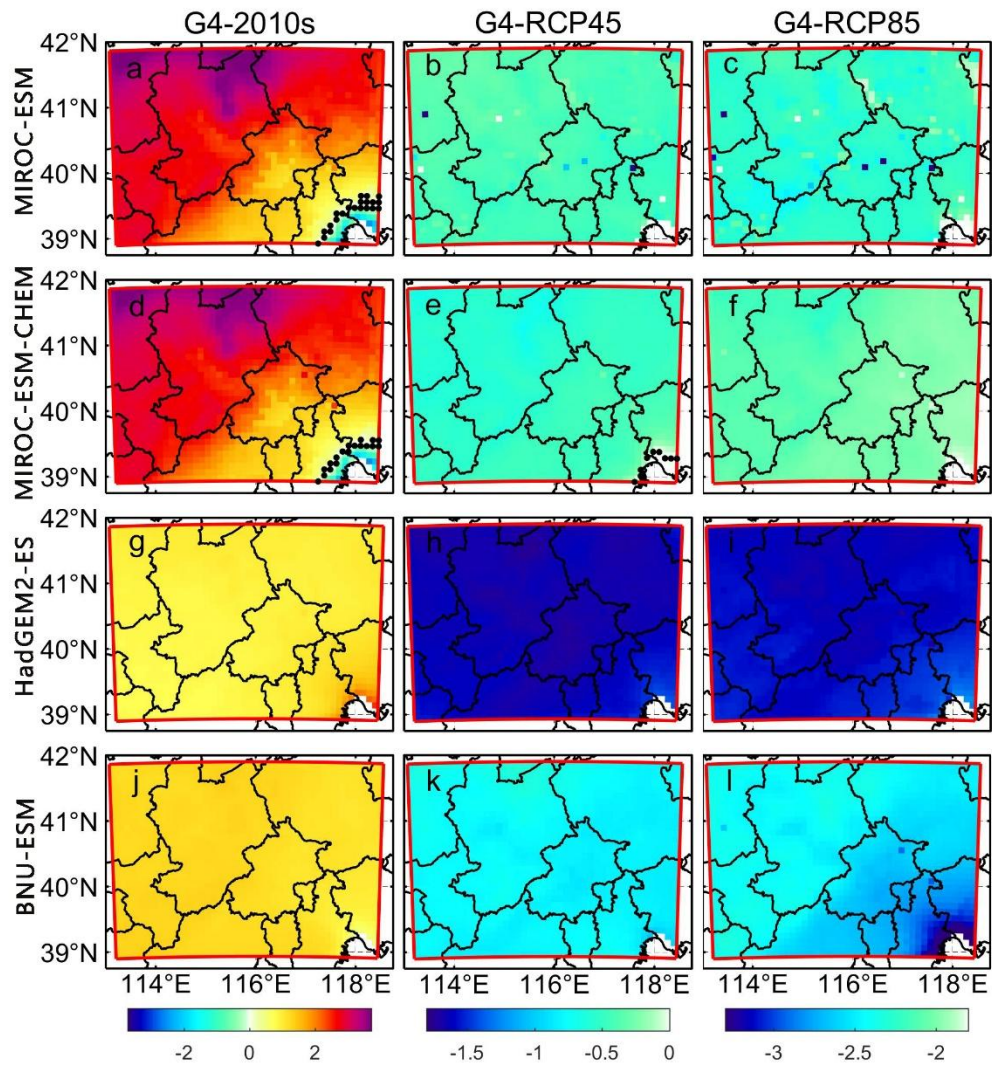 G4-2010s G4-RCP45 G4-RCP85
MIROC-ESM
42°N
41°N
40°N
39°N
a b c
MIROC-ESM-CHEM
42°N
41°N
40°N
39°N
d e f
HadGEM2-ES
42°N
41°N
40°N
39°N
g h i
BNU-ESM
42°N
41°N
40°N
39°N
j k l
114°E 116°E 118°E 114°E 116°E 118°E 114°E 116°E 118°E
-2 0 2 -1.5 -1 -0.5 0 -3 -2.5 -2